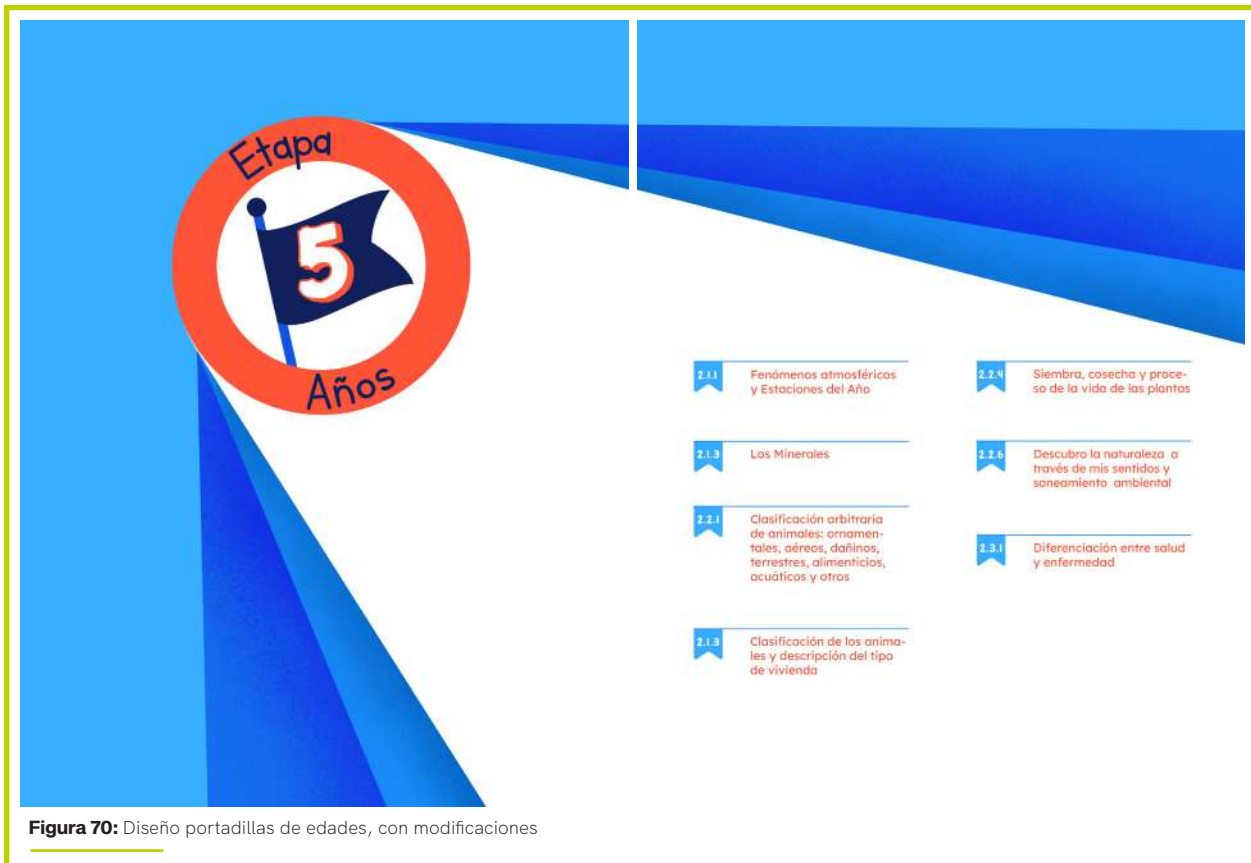 Etapa
5
Años
2.1.1
Fenómenos atmosféricos
y Estaciones del Año
2.1.3
Los Minerales
2.2.1
Clasificación arbitraria
de animales: ornamen-
tales, aéreos, dañinos,
terrestres, alimenticios,
acuáticos y otros
2.1.3
Clasificación de los anima-
les y descripción del tipo
de vivienda
2.2.4
Siembra, cosecha y proce-
so de la vida de las plantas
2.2.6
Descubro la naturaleza a
través de mis sentidos y
saneamiento ambiental
2.3.1
Diferenciación entre salud
y enfermedad
Figura 70: Diseño portadillas de edades, con modificaciones